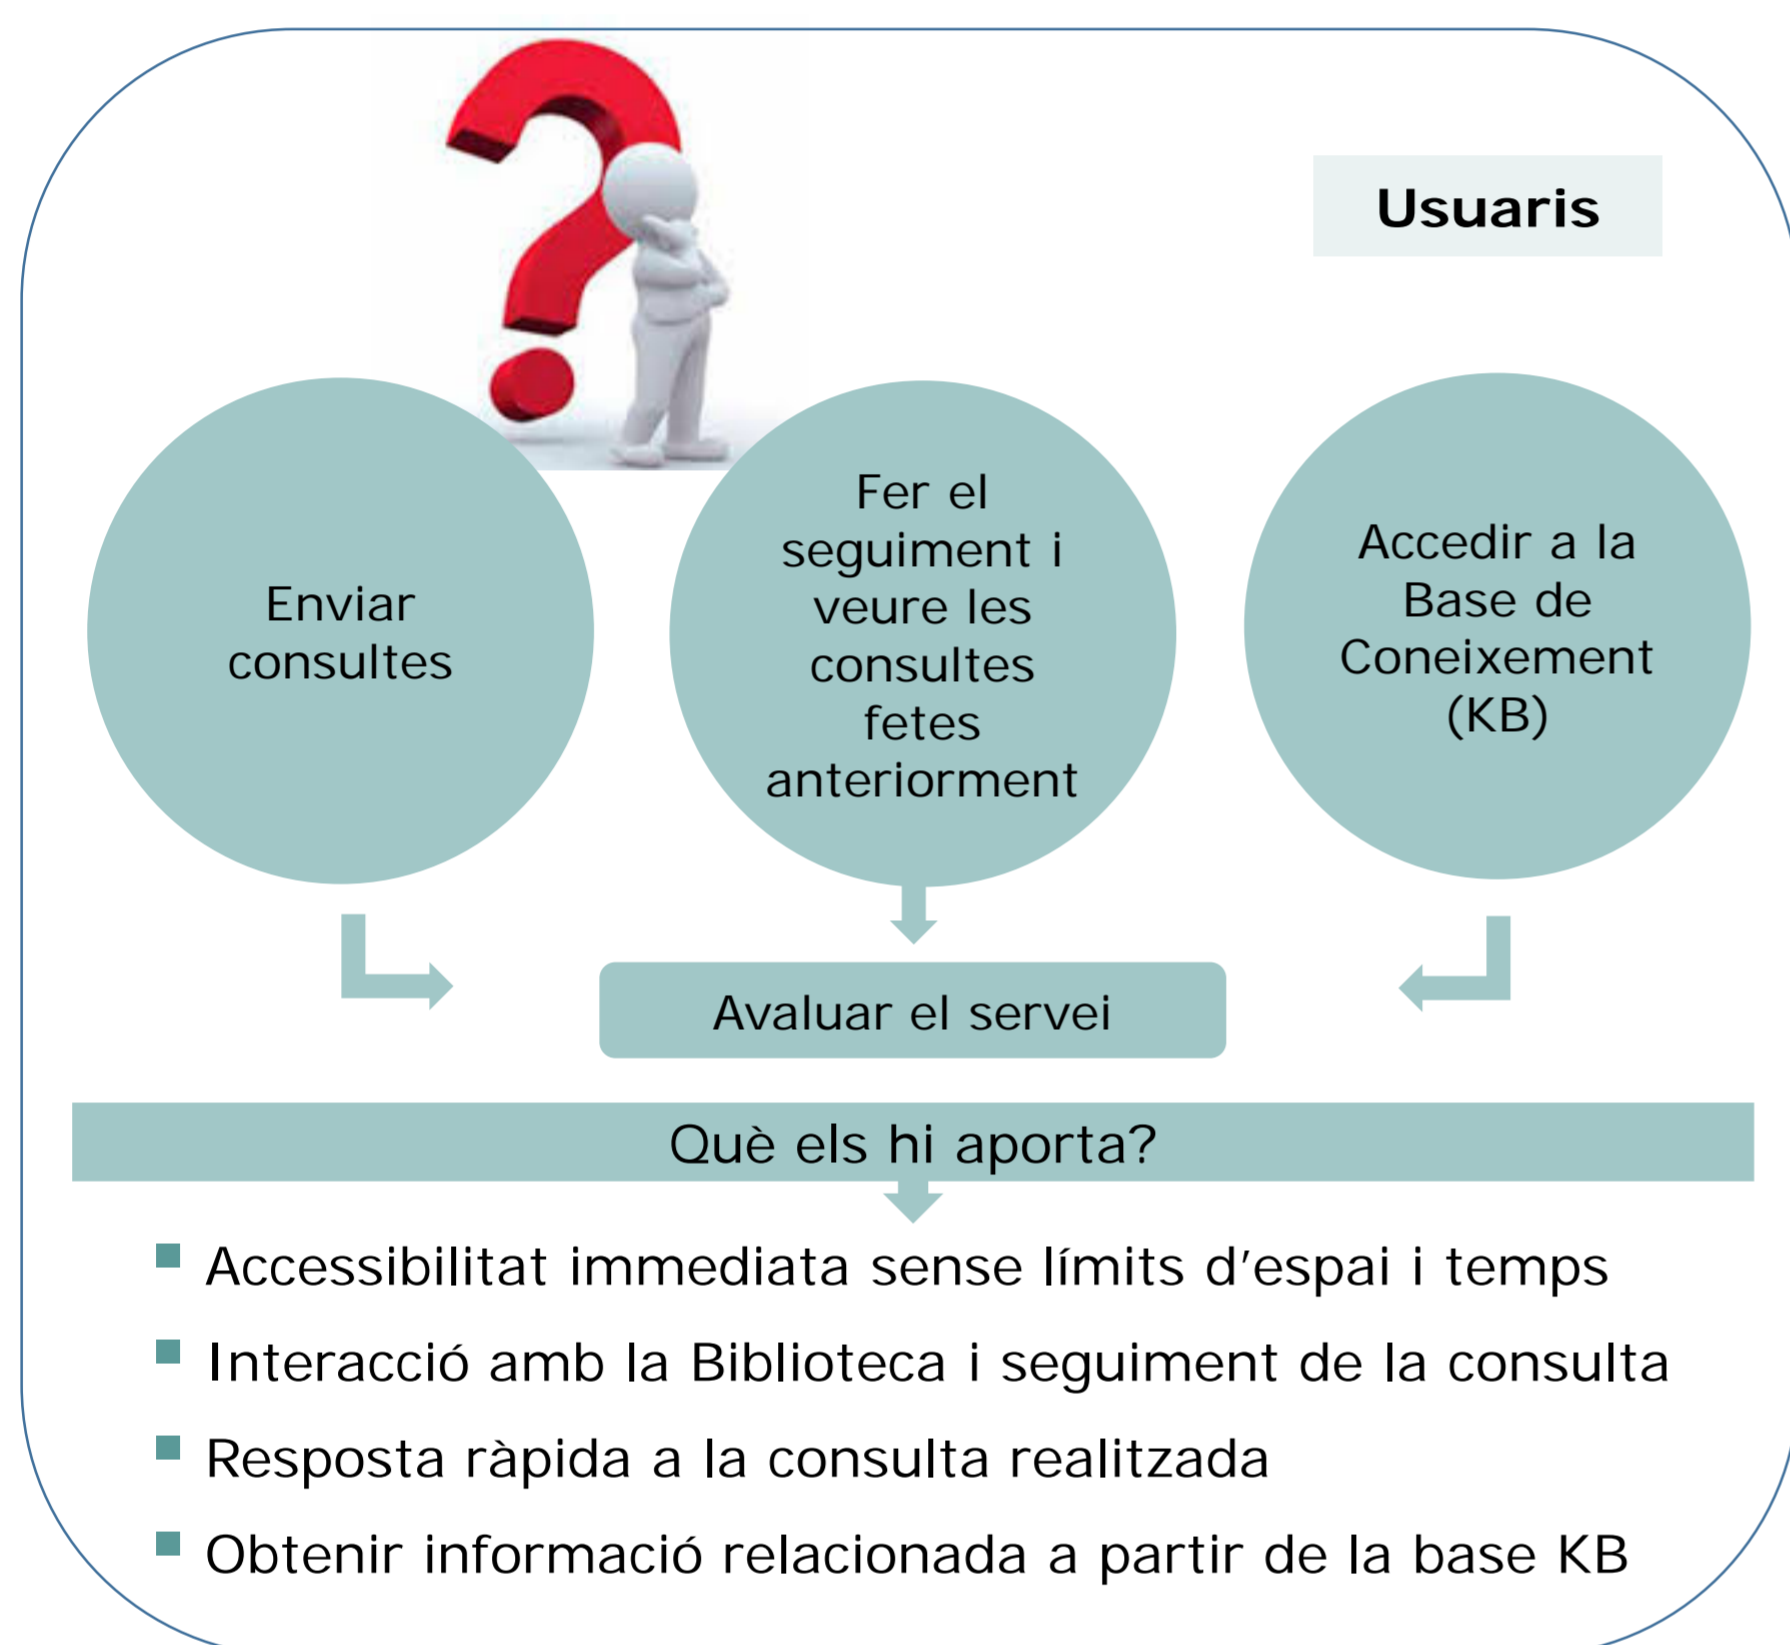 Usuaris
Enviar
consultes
Fer el
seguiment i
veure les
consultes
fetes
anteriorment
Accedir a la
Base de
Coneixement
(KB)
Avaluar el servei
Què els hi aporta?
Accessibilitat immediata sense límits d’espai i temps
Interacció amb la Biblioteca i seguiment de la consulta
Resposta ràpida a la consulta realitzada
Obtenir informació relacionada a partir de la base KB